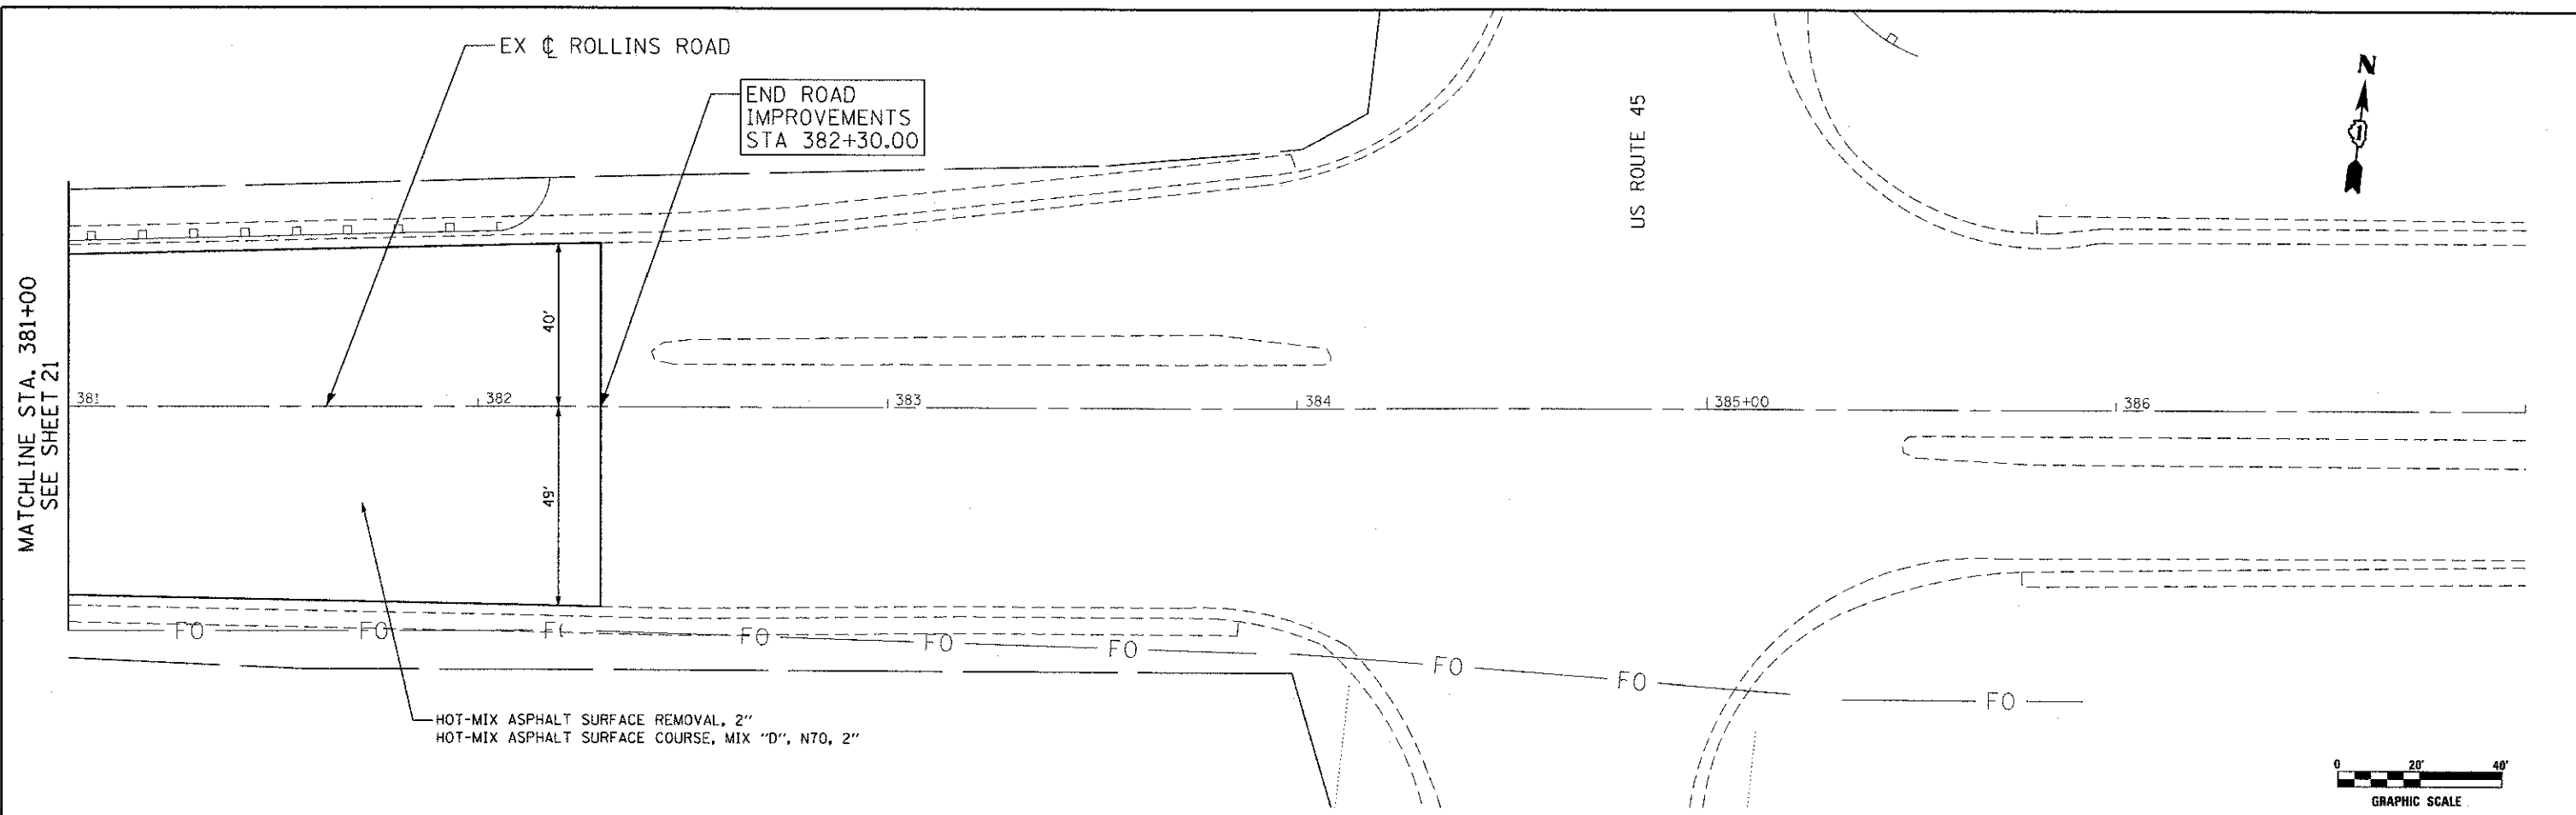 EX ℄ ROLLINS ROAD
END ROAD
IMPROVEMENTS
STA 382+30.00
US ROUTE 45
N
MATCHLINE STA. 381+00
SEE SHEET 21
40'
49'
381
382
383
384
385+00
386
FO
FO
FO
FO
FO
FO
FO
FO
HOT-MIX ASPHALT SURFACE REMOVAL, 2"
HOT-MIX ASPHALT SURFACE COURSE, MIX "D", N70, 2"
0 20' 40'
GRAPHIC SCALE